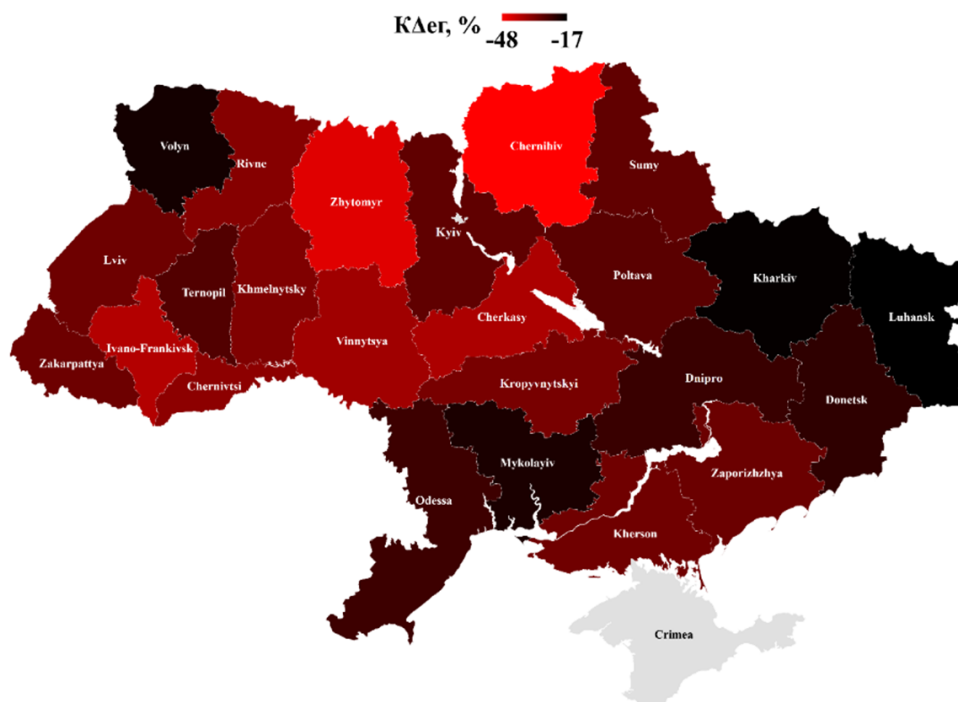 КΔег, %
-48 -17
Chernihiv
Volyn
Rivne
Sumy
Zhytomyr
Kyiv
Lviv
Poltava
Kharkiv
Ternopil
Khmelnytsky
Cherkasy
Luhansk
Vinnytsya
Ivano-Frankivsk
Zakarpattya
Chernivtsi
Kropyvnytskyi
Dnipro
Donetsk
Mykolayiv
Zaporizhzhya
Odessa
Kherson
Crimea